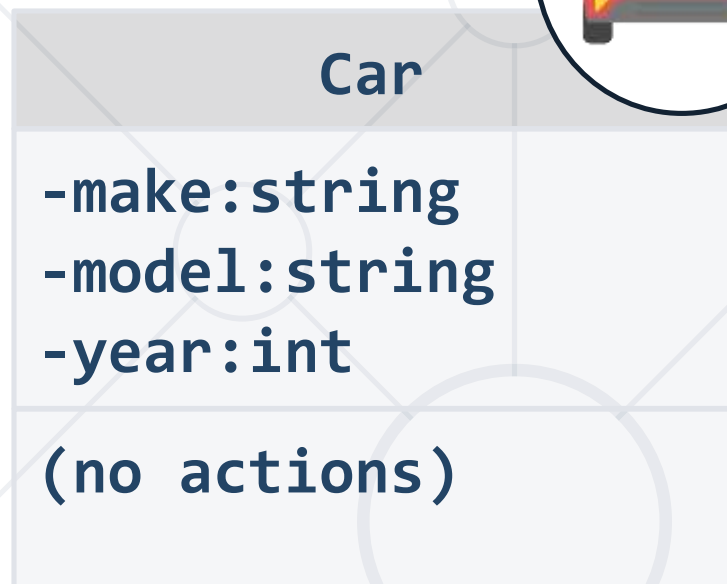 Car
-make:string
-model:string
-year:int
(no actions)